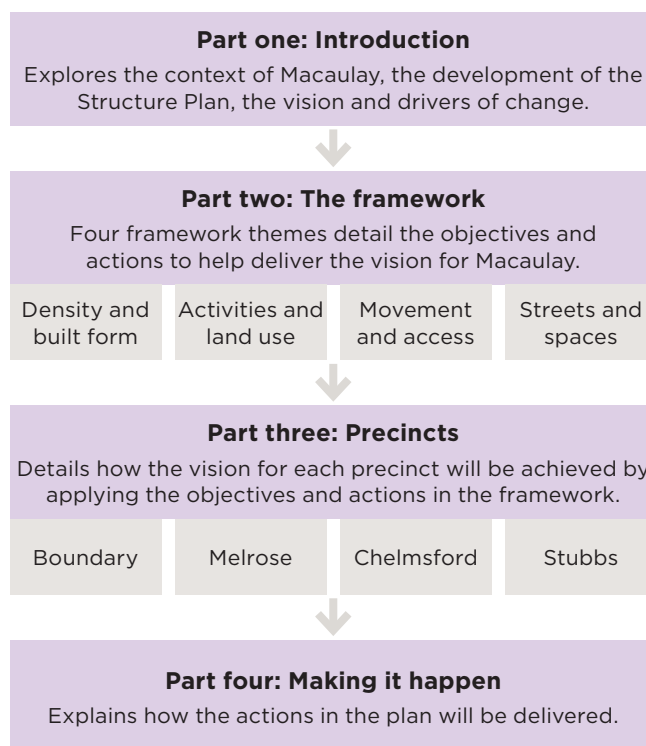 Part one: Introduction
Explores the context of Macaulay, the development of the
Structure Plan, the vision and drivers of change.
Part two: The framework
Four framework themes detail the objectives and
actions to help deliver the vision for Macaulay.
Density and
built form
Activities and
land use
Movement
and access
Streets and
spaces
Part three: Precincts
Details how the vision for each precinct will be achieved by
applying the objectives and actions in the framework.
Boundary
Melrose
Chelmsford
Stubbs
Part four: Making it happen
Explains how the actions in the plan will be delivered.